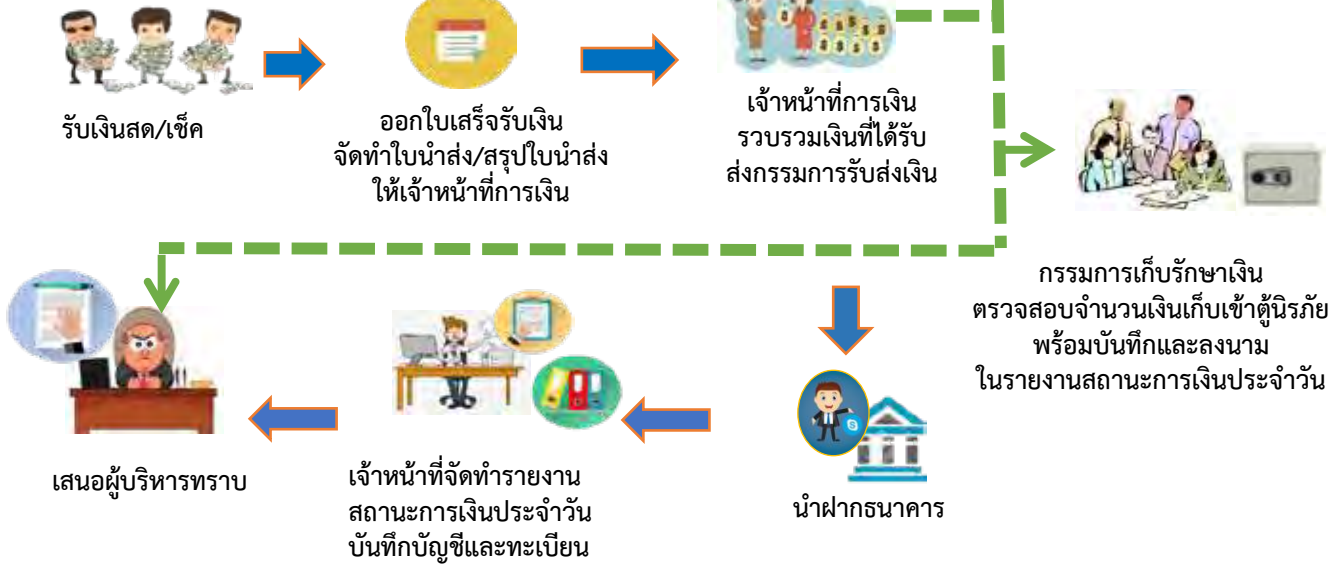 รับเงินสด/เช็ค
ออกใบเสร็จรับเงิน
จัดทำใบนำส่ง/สรุปใบนำส่ง
ให้เจ้าหน้าที่การเงิน
เจ้าหน้าที่การเงิน
รวบรวมเงินที่ได้รับ
ส่งกรรมการรับส่งเงิน
กรรมการเก็บรักษาเงิน
ตรวจสอบจำนวนเงินเก็บเข้าตู้นิรภัย
พร้อมบันทึกและลงนาม
ในรายงานสถานะการเงินประจำวัน
นำฝากธนาคาร
เจ้าหน้าที่จัดทำรายงาน
สถานะการเงินประจำวัน
บันทึกบัญชีและทะเบียน
เสนอผู้บริหารทราบ